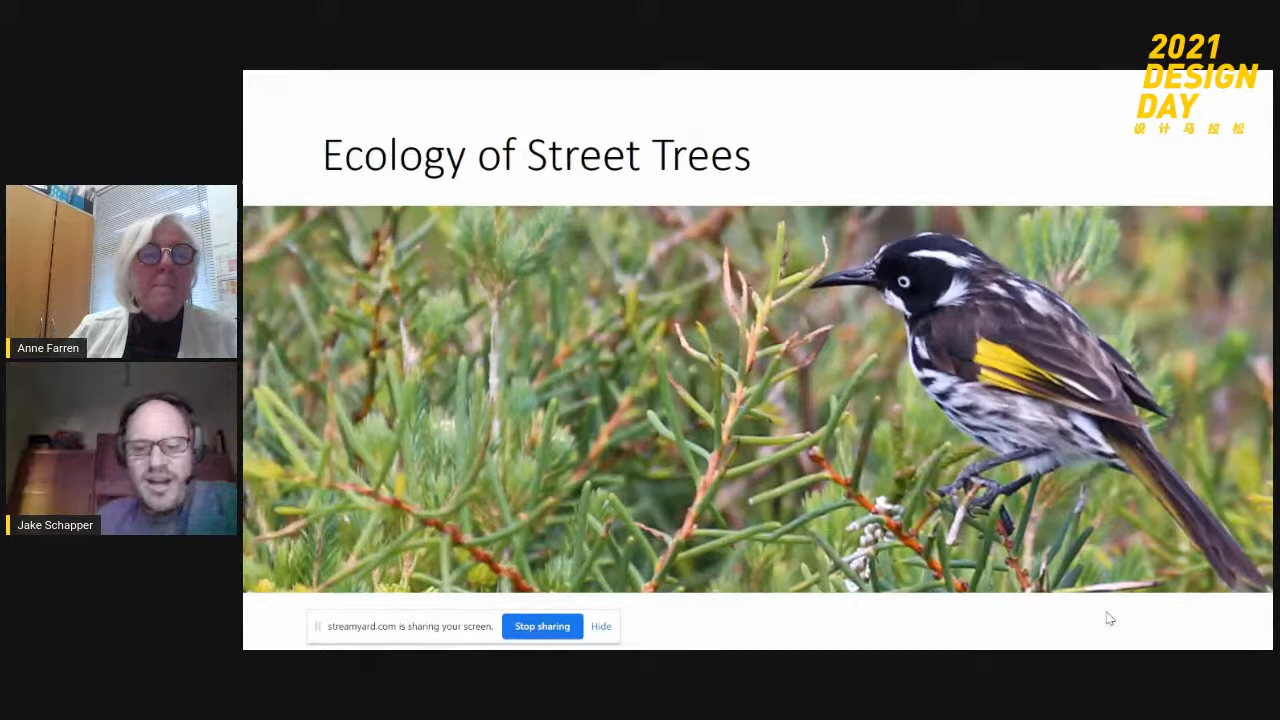 2021
DESIGN
DAY
设计马拉松
Ecology of Street Trees
Anne Farren
Jake Schapper
streamyard.com is sharing your screen.
Stop sharing
Hide